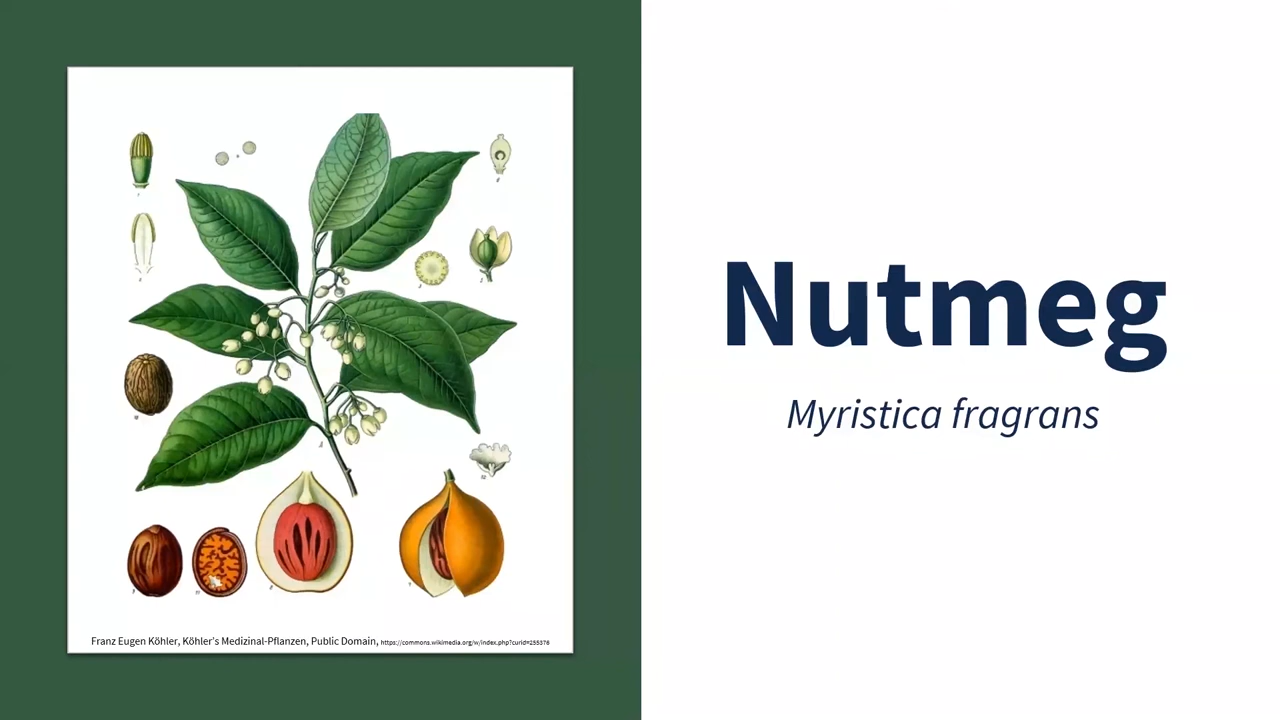 Nutmeg
Myristica fragrans
Franz Eugen Köhler, Köhler's Medizinal-Pflanzen, Public Domain, https://commons.wikimedia.org/w/index.php?curid=255376